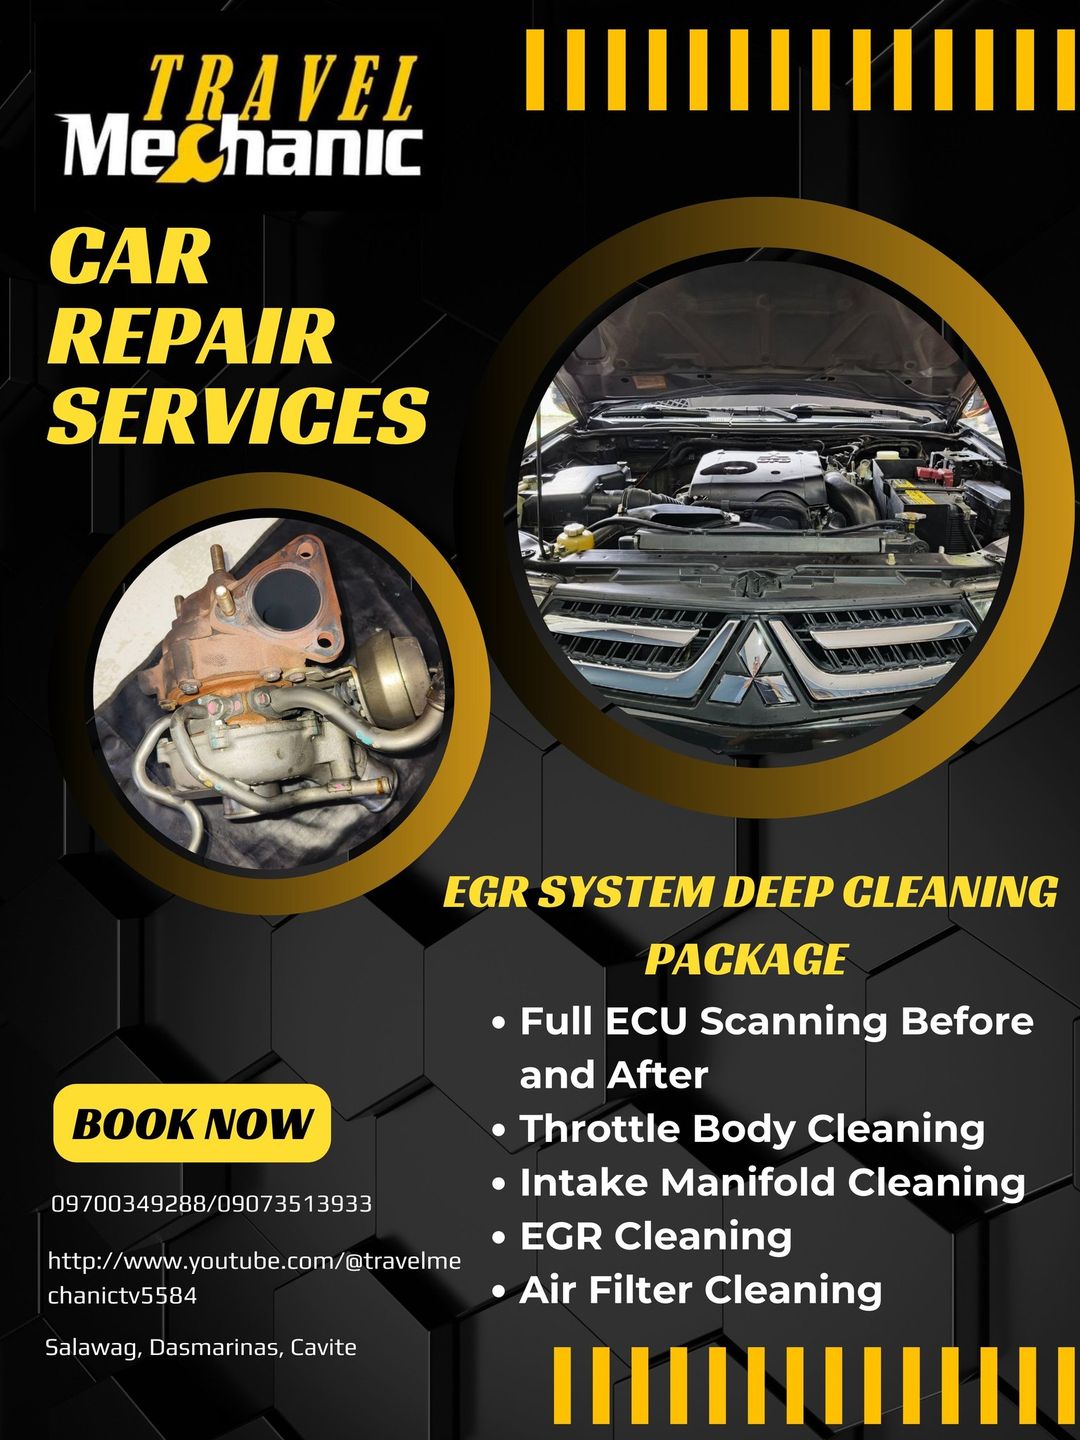 TRAVEL
Mechanic
CAR
REPAIR
SERVICES
EGR SYSTEM DEEP CLEANING
PACKAGE
• Full ECU Scanning Before
and After
• Throttle Body Cleaning
• Intake Manifold Cleaning
• EGR Cleaning
• Air Filter Cleaning
BOOK NOW
09700349288/09073513933
http://www.youtube.com/@travelme
chanictv5584
Salawag, Dasmarinas, Cavite